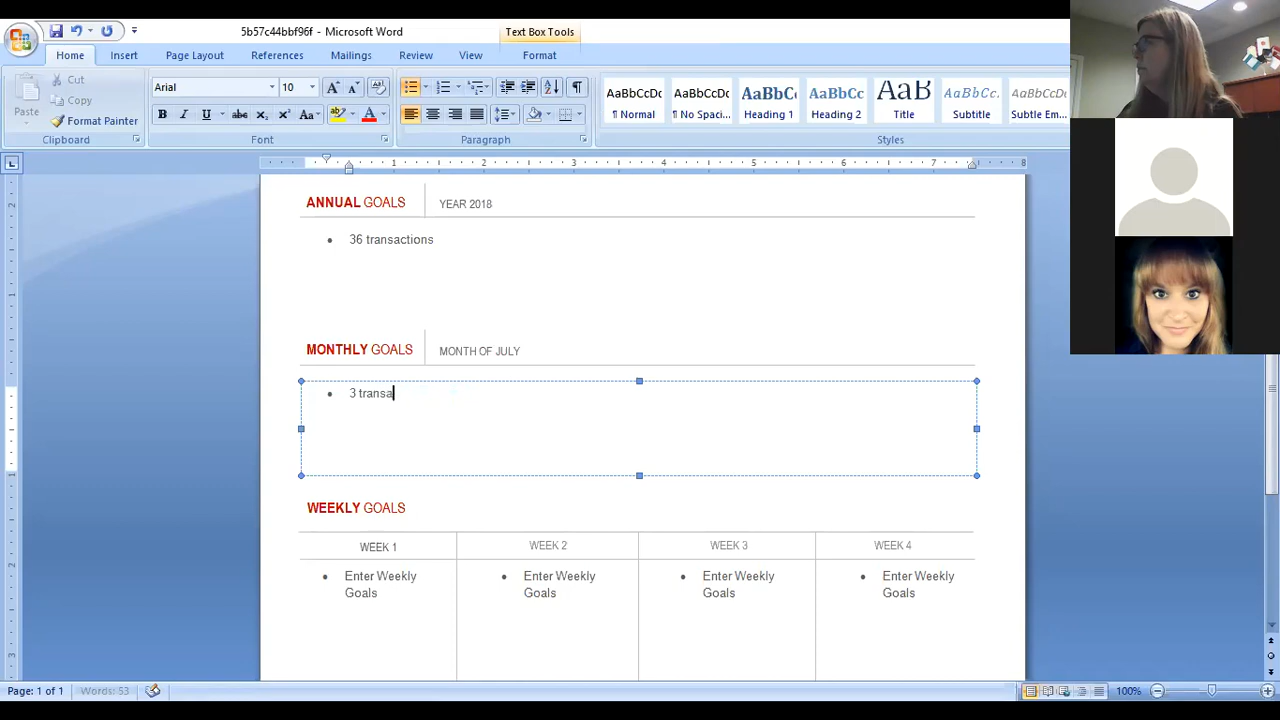 5b57c44bbf96f - Microsoft Word
Text Box Tools
Home Insert Page Layout References Mailings Review View Format
Cut
Copy
Paste
Format Painter
Clipboard
Arial 10
Font
Paragraph
AaBbCcDc AaBbCcDc AaBbCc AaBbCc AaB AaBbCc. AaBbCcDc
¶ Normal ¶ No Spaci... Heading 1 Heading 2 Title Subtitle Subtle Em...
Styles
ANNUAL GOALS YEAR 2018
• 36 transactions
MONTHLY GOALS MONTH OF JULY
• 3 transa
WEEKLY GOALS
WEEK 1 WEEK 2 WEEK 3 WEEK 4
• Enter Weekly • Enter Weekly • Enter Weekly • Enter Weekly
Goals Goals Goals Goals
Page: 1 of 1 Words: 53 100%